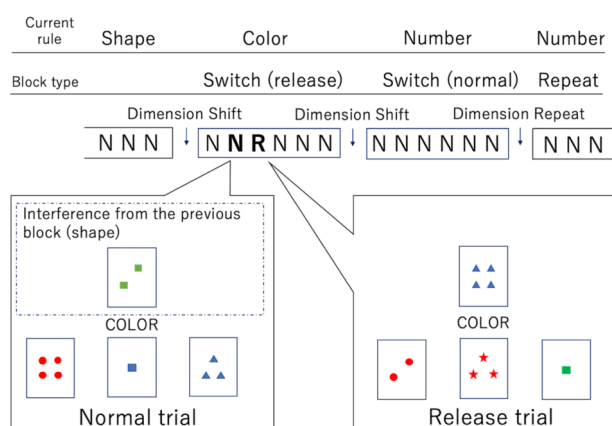 Current rule Shape Color Number Number
Block type Switch (release) Switch (normal) Repeat
Dimension Shift Dimension Shift Dimension Repeat
N N N N N R N N N N N N N N N N N N
Interference from the previous
block (shape)
COLOR
Normal trial
COLOR
Release trial